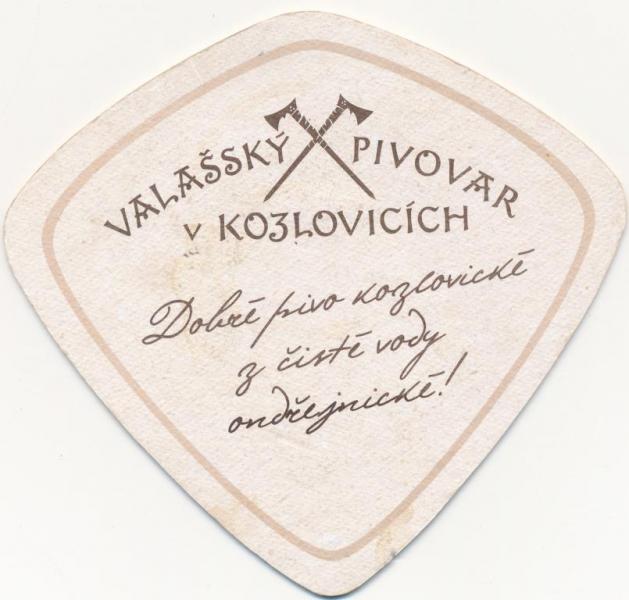 VALAŠSKÝ PIVOVAR
V KOZLOVICÍCH
Dobré pivo kozlovické
z čisté vody
ondřejnické!